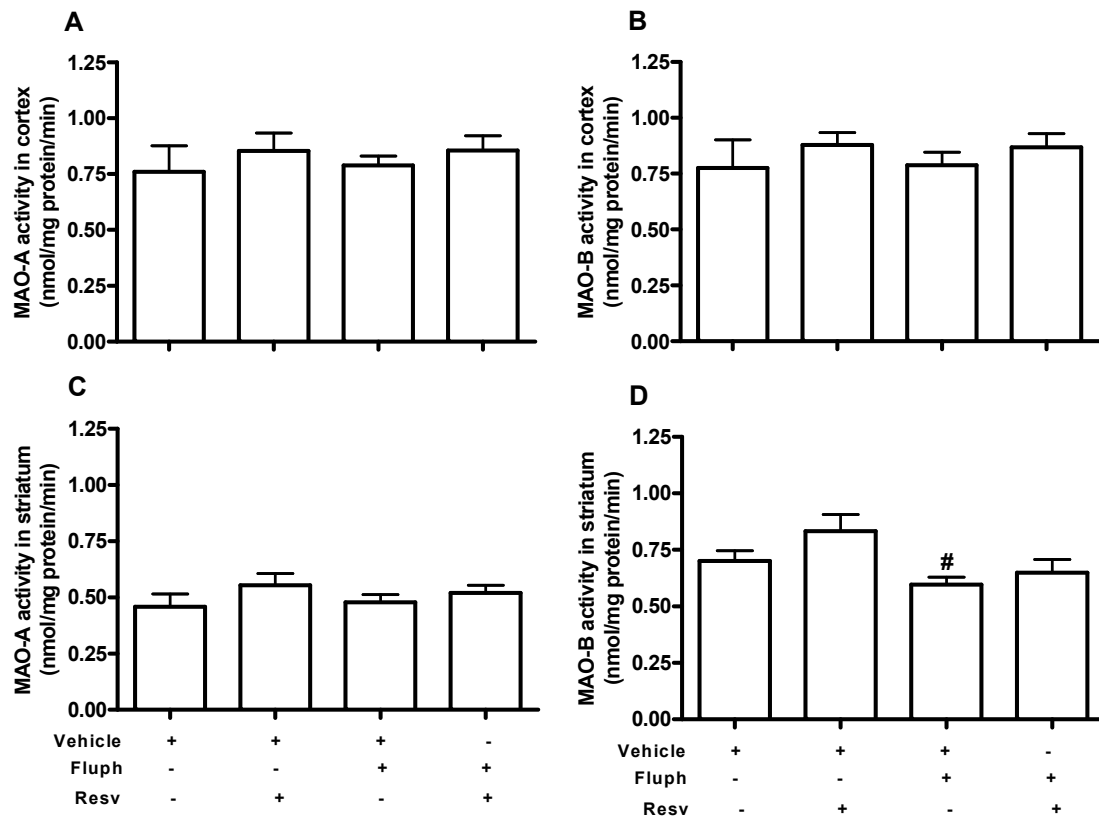 A
MAO-A activity in cortex
(nmol/mg protein/min)
1.25
1.00
0.75
0.50
0.25
0.00
B
MAO-B activity in cortex
(nmol/mg protein/min)
1.25
1.00
0.75
0.50
0.25
0.00
C
MAO-A activity in striatum
(nmol/mg protein/min)
1.25
1.00
0.75
0.50
0.25
0.00
Vehicle + + + -
Fluph - - + +
Resv - + - +
D
MAO-B activity in striatum
(nmol/mg protein/min)
1.25
1.00
0.75
0.50
0.25
0.00
#
Vehicle + + + -
Fluph - - + +
Resv - + - +